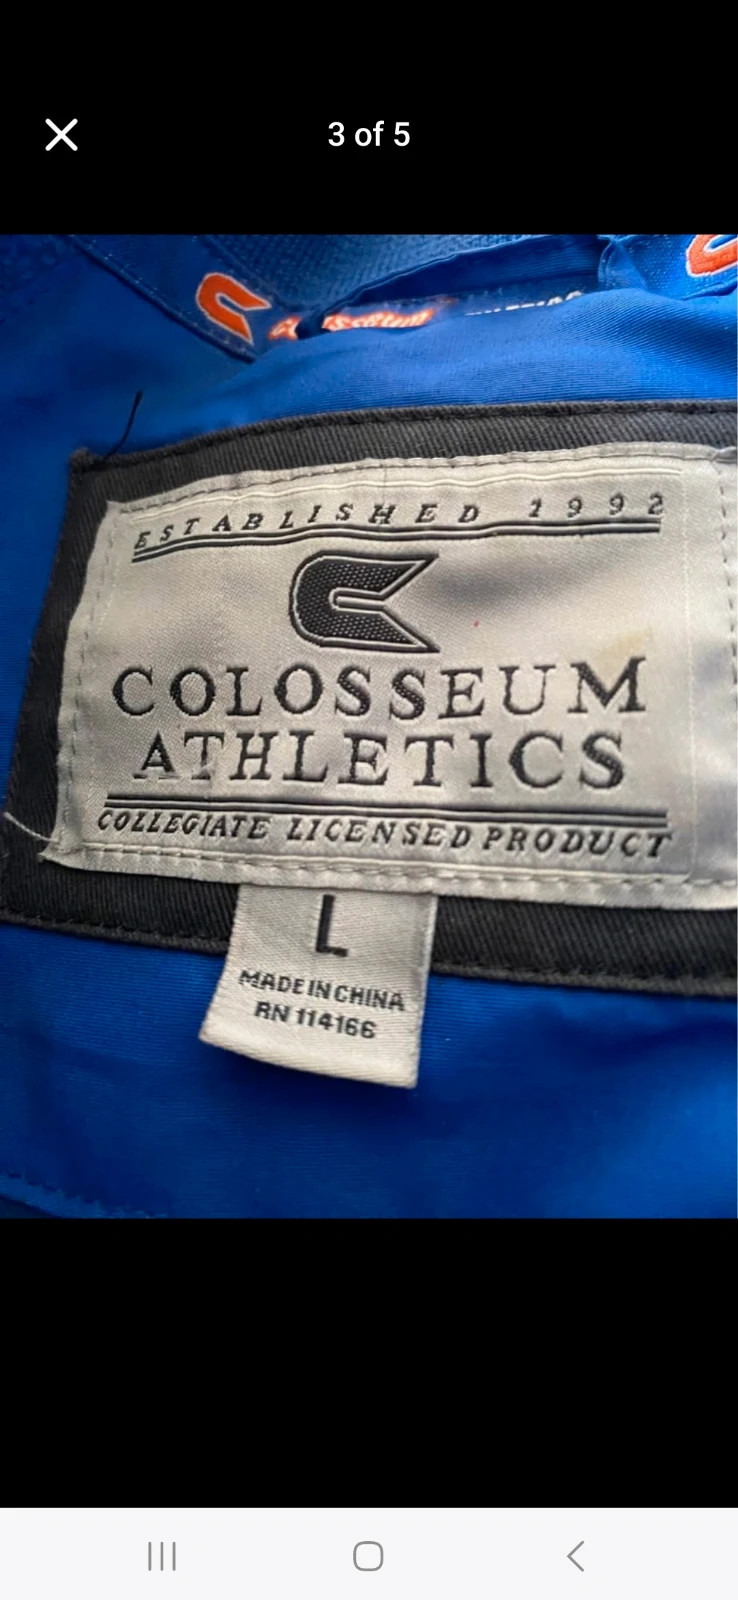 3 of 5
ESTABLISHED 1992
COLOSSEUM
ATHLETICS
COLLEGIATE LICENSED PRODUCT
L
MADE IN CHINA
RN 114166